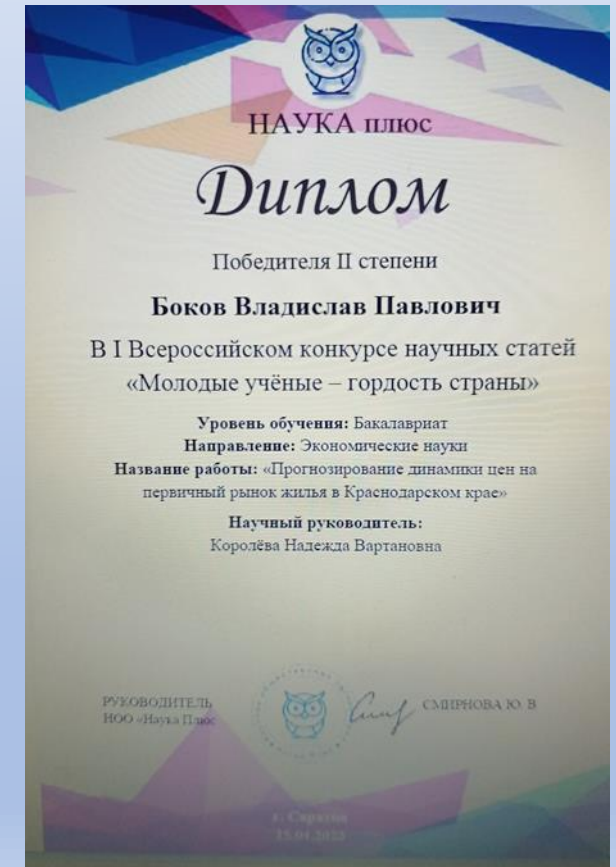 НАУКА плюс
Диплом
Победителя II степени
Боков Владислав Павлович
В I Всероссийском конкурсе научных статей
«Молодые учёные – гордость страны»
Уровень обучения: Бакалавриат
Направление: Экономические науки
Название работы: «Прогнозирование динамики цен на
первичный рынок жилья в Краснодарском крае»
Научный руководитель:
Королёва Надежда Вартановна
РУКОВОДИТЕЛЬ
НОО «Наука Плюс
СМИРНОВА Ю. В
г. Саратов